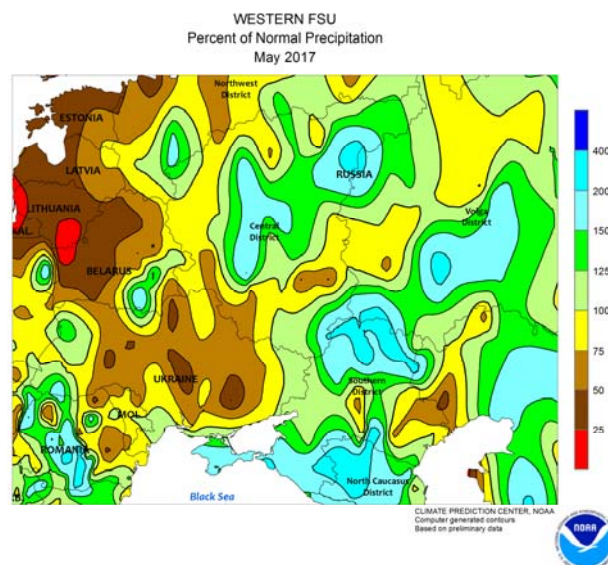 WESTERN FSU
Percent of Normal Precipitation
May 2017
Northwest
District
ESTONIA
LATVIA
RUSSIA
LITHUANIA
KAL.
Volga
District
Central
District
BELARUS
UKRAINE
Southern
District
MOL.
ROMANIA
North Caucasus
District
Black Sea
400
200
150
100
75
50
25
CLIMATE PREDICTION CENTER, NOAA
Computer generated contours
Based on preliminary data
NOAA